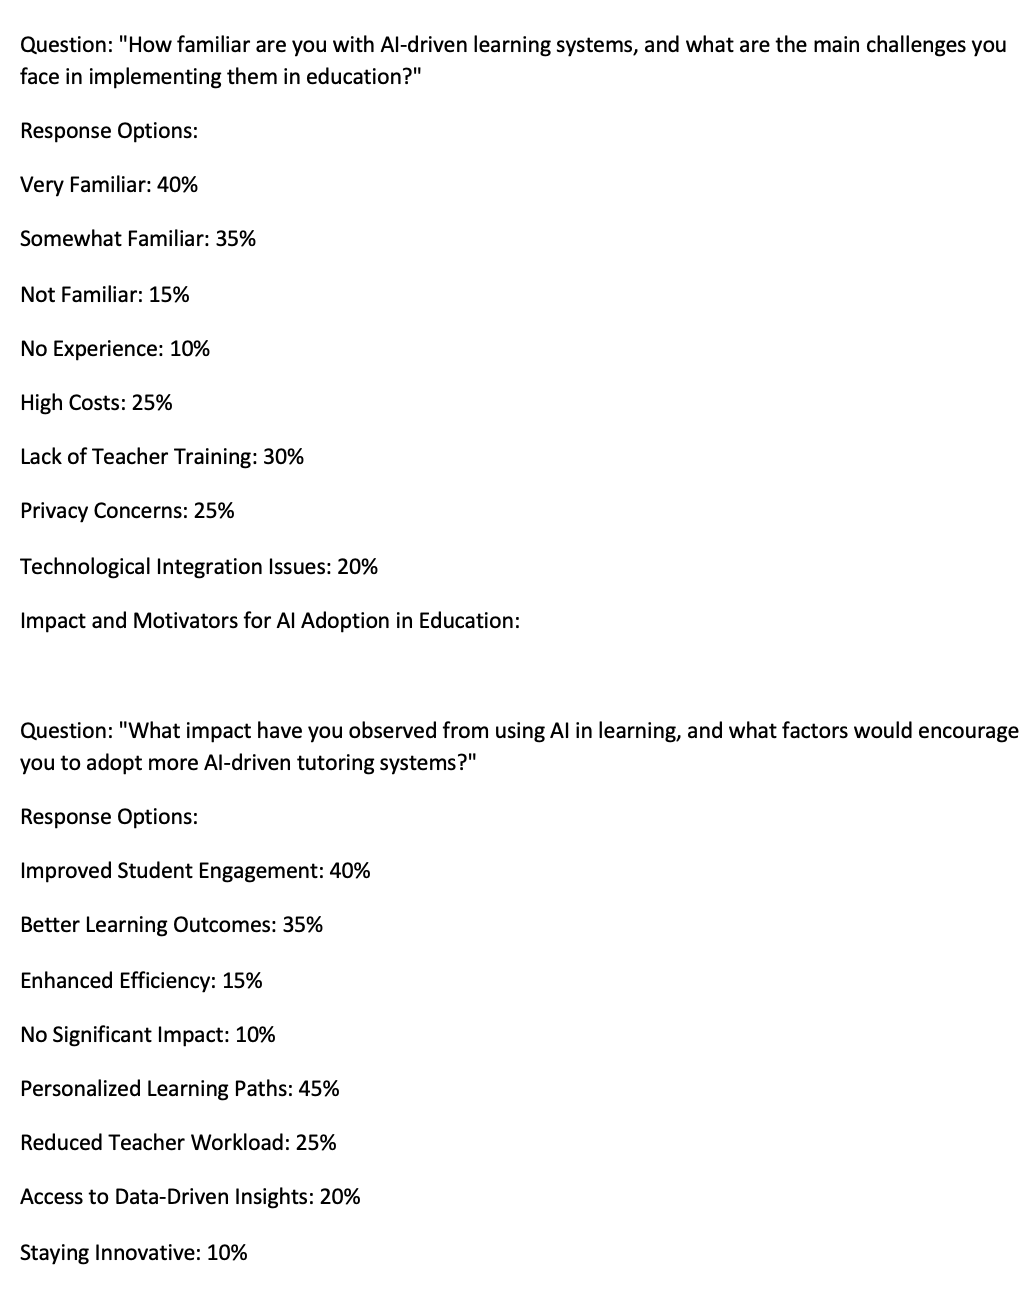 Question: "How familiar are you with AI-driven learning systems, and what are the main challenges you
face in implementing them in education?"
Response Options:
Very Familiar: 40%
Somewhat Familiar: 35%
Not Familiar: 15%
No Experience: 10%
High Costs: 25%
Lack of Teacher Training: 30%
Privacy Concerns: 25%
Technological Integration Issues: 20%
Impact and Motivators for AI Adoption in Education:
Question: "What impact have you observed from using AI in learning, and what factors would encourage
you to adopt more AI-driven tutoring systems?"
Response Options:
Improved Student Engagement: 40%
Better Learning Outcomes: 35%
Enhanced Efficiency: 15%
No Significant Impact: 10%
Personalized Learning Paths: 45%
Reduced Teacher Workload: 25%
Access to Data-Driven Insights: 20%
Staying Innovative: 10%